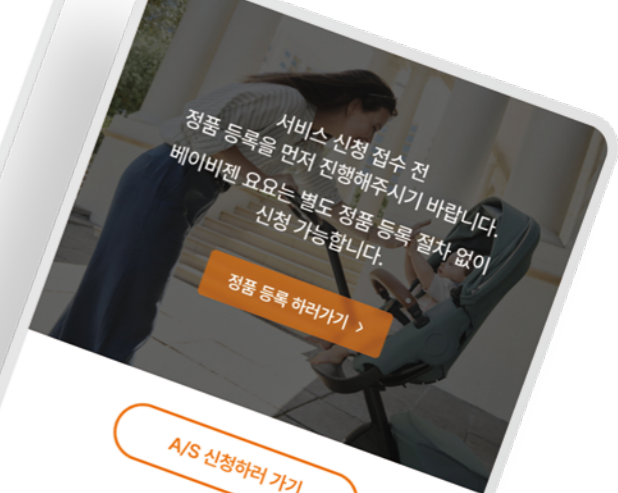 서비스 신청 접수 전
정품 등록을 먼저 진행해주시기 바랍니다.
베이비젠 요요는 별도 정품 등록 절차 없이
신청 가능합니다.
정품 등록 하러가기 >
A/S 신청하러 가기